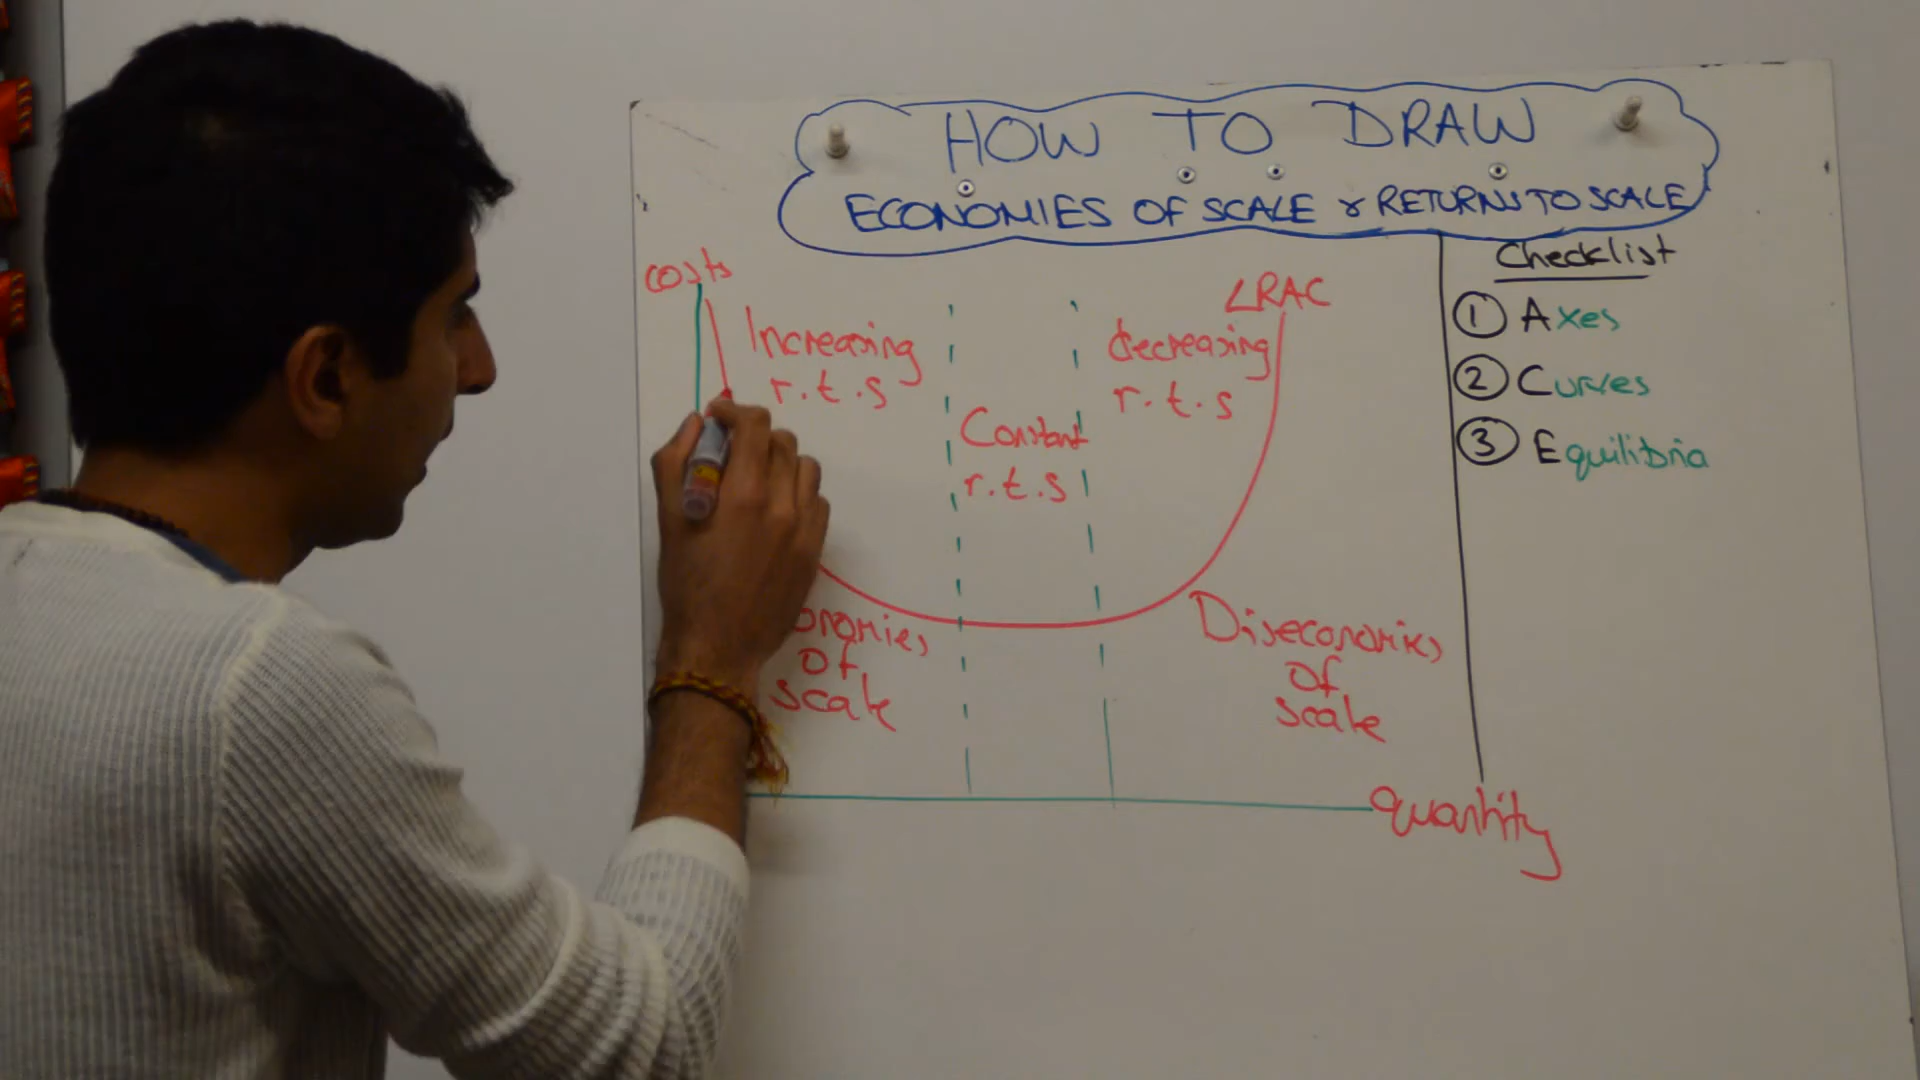 HOW TO DRAW
ECONOMIES OF SCALE & RETURNS TO SCALE
Checklist
① Axes
② Curves
③ Equilibria
costs
LRAC
Increasing
r.t.s
Constant
r.t.s
decreasing
r.t.s
onomies
of
scale
Diseconomies
of
scale
quantity